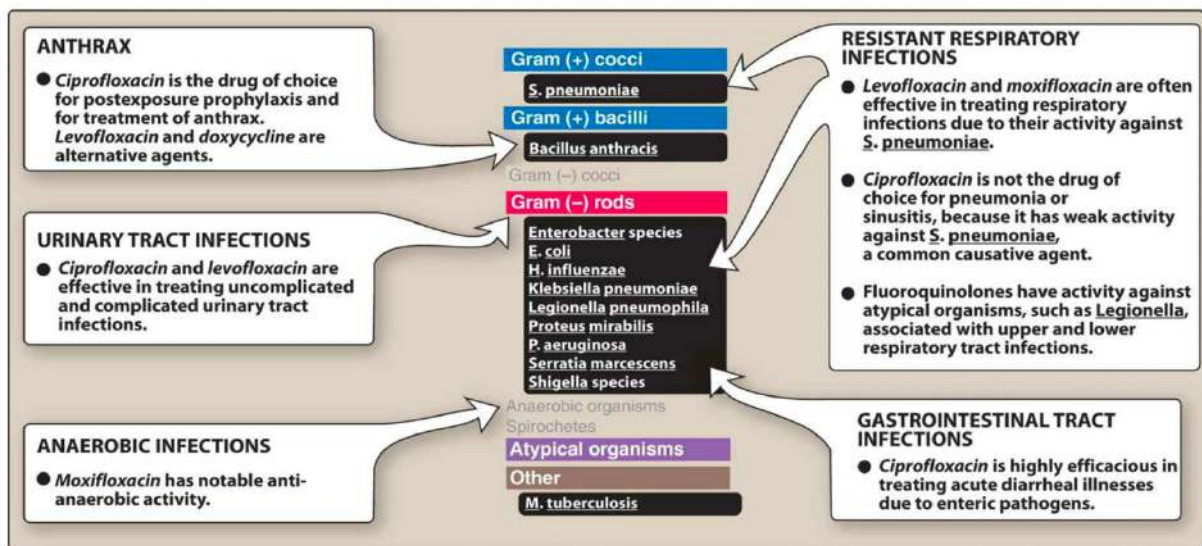 ANTHRAX
● Ciprofloxacin is the drug of choice
for postexposure prophylaxis and
for treatment of anthrax.
Levofloxacin and doxycycline are
alternative agents.
URINARY TRACT INFECTIONS
● Ciprofloxacin and levofloxacin are
effective in treating uncomplicated
and complicated urinary tract
infections.
ANAEROBIC INFECTIONS
● Moxifloxacin has notable anti-
anaerobic activity.
Gram (+) cocci
S. pneumoniae
Gram (+) bacilli
Bacillus anthracis
Gram (–) cocci
Gram (–) rods
Enterobacter species
E. coli
H. influenzae
Klebsiella pneumoniae
Legionella pneumophila
Proteus mirabilis
P. aeruginosa
Serratia marcescens
Shigella species
Anaerobic organisms
Spirochetes
Atypical organisms
Other
M. tuberculosis
RESISTANT RESPIRATORY
INFECTIONS
● Levofloxacin and moxifloxacin are often
effective in treating respiratory
infections due to their activity against
S. pneumoniae.
● Ciprofloxacin is not the drug of
choice for pneumonia or
sinusitis, because it has weak activity
against S. pneumoniae,
a common causative agent.
● Fluoroquinolones have activity against
atypical organisms, such as Legionella,
associated with upper and lower
respiratory tract infections.
GASTROINTESTINAL TRACT
INFECTIONS
● Ciprofloxacin is highly efficacious in
treating acute diarrheal illnesses
due to enteric pathogens.